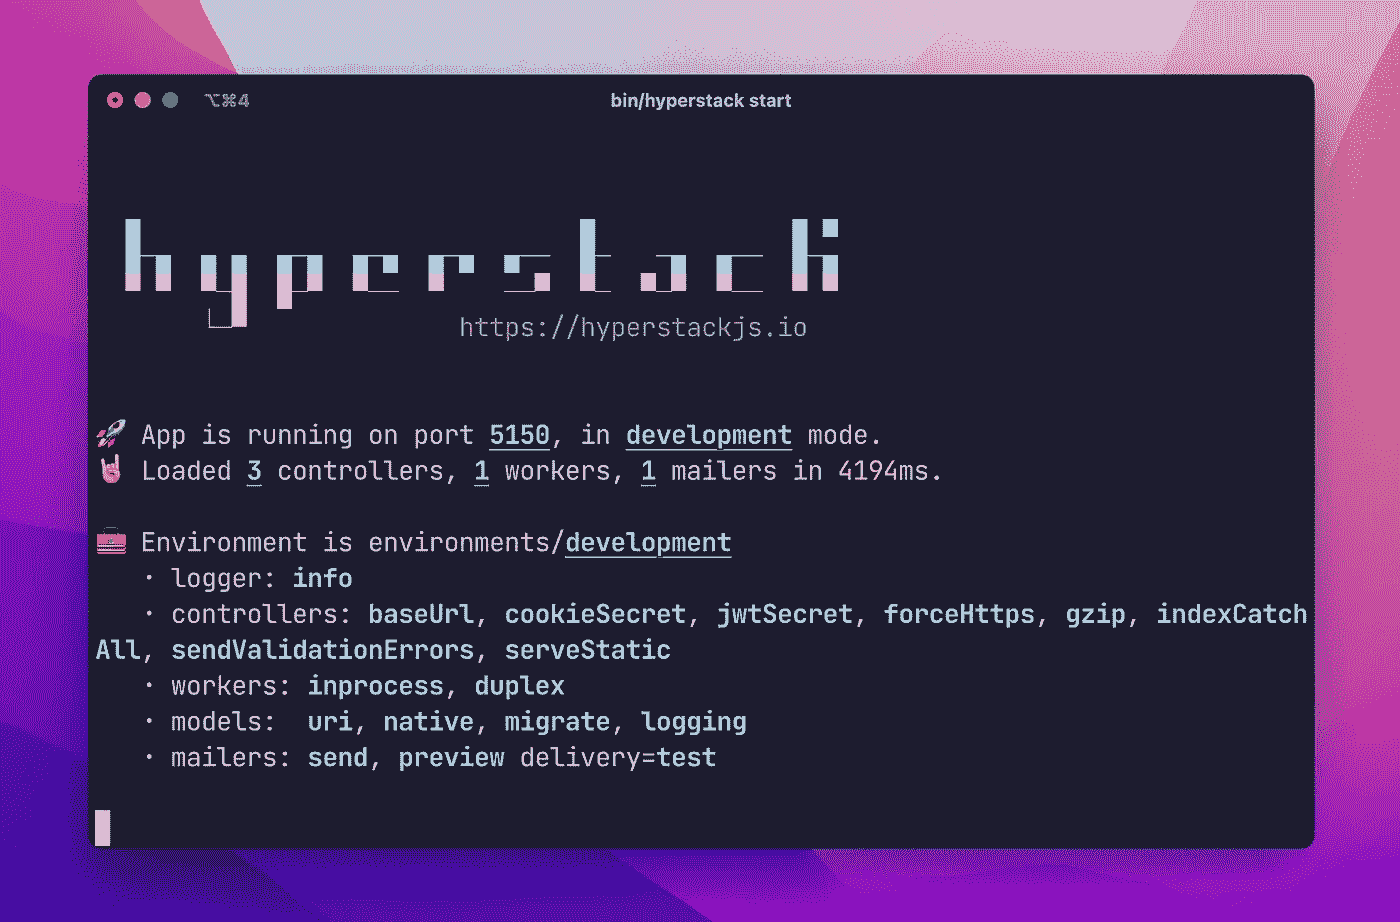 ⌥⌘4
bin/hyperstack start
hyperstack
https://hyperstackjs.io
🚀 App is running on port 5150, in development mode.
🤘 Loaded 3 controllers, 1 workers, 1 mailers in 4194ms.
🧰 Environment is environments/development
· logger: info
· controllers: baseUrl, cookieSecret, jwtSecret, forceHttps, gzip, indexCatch
All, sendValidationErrors, serveStatic
· workers: inprocess, duplex
· models:  uri, native, migrate, logging
· mailers: send, preview delivery=test